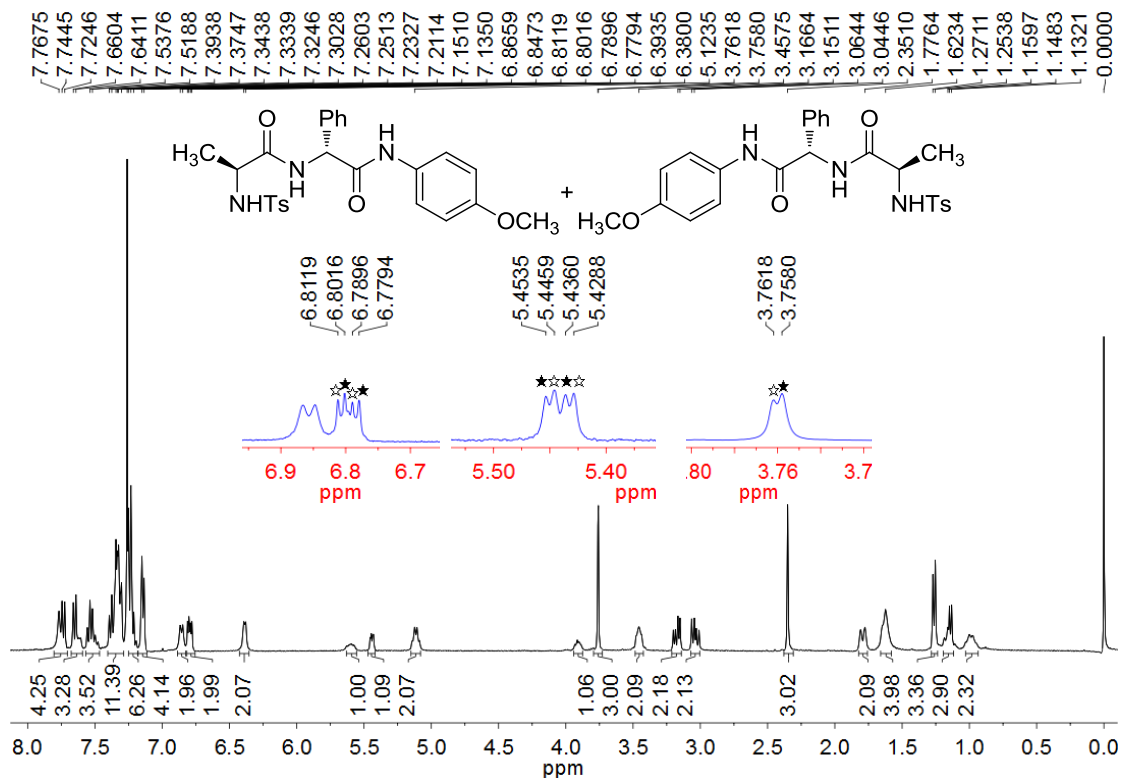 7.7675 7.7445 7.7246 7.6604 7.6411 7.5376 7.5188 7.3938 7.3747 7.3438 7.3339 7.3246 7.3028 7.2603 7.2513 7.2327 7.2114 7.1510 7.1350 6.8659 6.8473 6.8119 6.8016 6.7896 6.7794 6.3935 6.3800 5.1235 3.7618 3.7580 3.4575 3.1664 3.1511 3.0644 3.0446 2.3510 1.7764 1.6234 1.2711 1.2538 1.1597 1.1483 1.1321 0.0000
O Ph H
H3C N
N H O
NHTs
OCH3
+
H Ph O
N CH3
O N H
H3CO
NHTs
6.8119 6.8016 6.7896 6.7794
5.4535 5.4459 5.4360 5.4288
3.7618 3.7580
☆★☆★
★☆★☆
☆★
6.9 6.8 6.7
ppm
5.50 5.40
ppm
.80 3.76 3.7
ppm
4.25 3.28 3.52 11.39 6.26 4.14 1.96 1.99 2.07 1.00 1.09 2.07 1.06 3.00 2.09 2.18 2.13 3.02 2.09 3.98 3.36 2.90 2.32
8.0 7.5 7.0 6.5 6.0 5.5 5.0 4.5 4.0 3.5 3.0 2.5 2.0 1.5 1.0 0.5 0.0
ppm